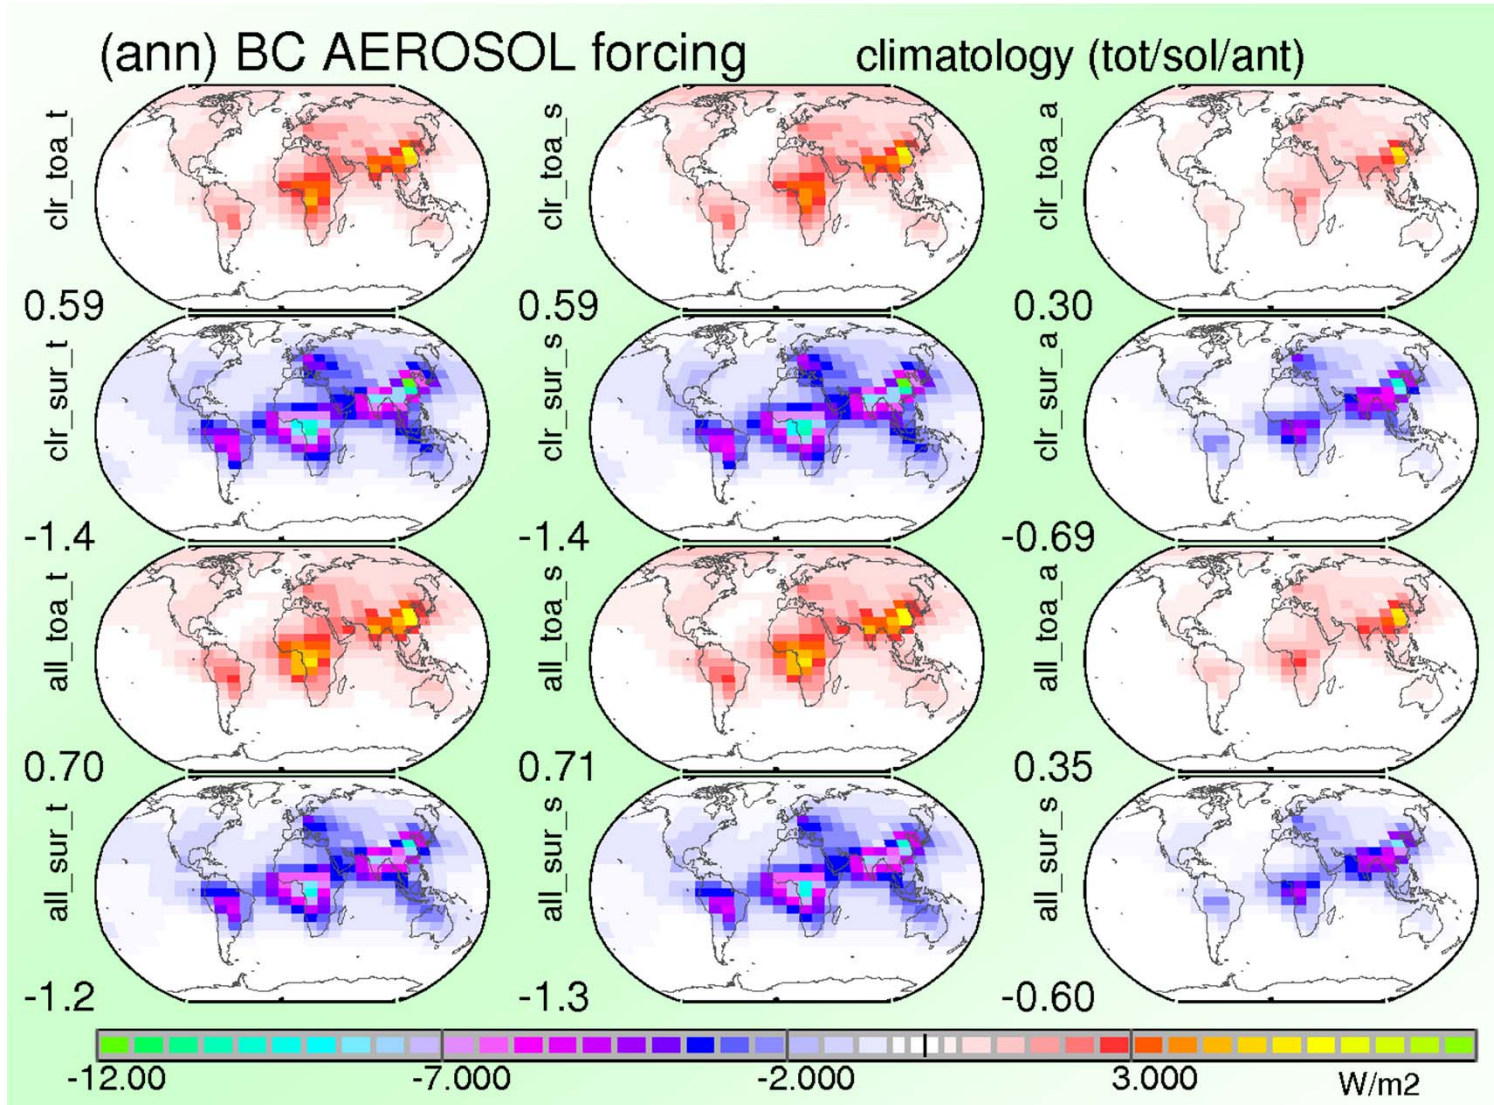 (ann) BC AEROSOL forcing climatology (tot/sol/ant)
clr_toa_t clr_toa_s clr_toa_a
0.59 0.59 0.30
clr_sur_t clr_sur_s clr_sur_a
-1.4 -1.4 -0.69
all_toa_t all_toa_s all_toa_a
0.70 0.71 0.35
all_sur_t all_sur_s all_sur_s
-1.2 -1.3 -0.60
-12.00 -7.000 -2.000 3.000 W/m2